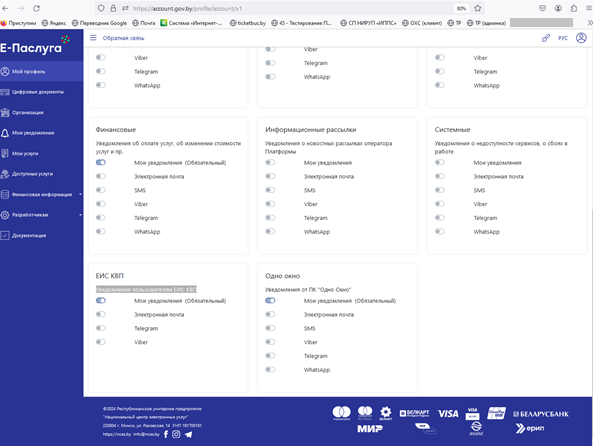 https://account.gov.by/profile/account/v1
80%
Приступим
Яндекс
Переводчик Google
Почта
Система «Интернет-...
ticketbus.by
45 - Тестирование П...
СП НИРУП «ИППС»
ОХС (клиент)
ТР
ТР (админка)
Е-Паслуга
Обратная связь
РУС
Мой профиль
Цифровые документы
Организация
Мои уведомления
Мои услуги
Доступные услуги
Финансовая информация
Разработчикам
Документация
Viber
Telegram
WhatsApp
Viber
Telegram
WhatsApp
Viber
Telegram
WhatsApp
Финансовые
Уведомления об оплате услуг, об изменении стоимости
услуг и пр.
Мои уведомления (Обязательный)
Электронная почта
SMS
Viber
Telegram
WhatsApp
Информационные рассылки
Уведомления о новостных рассылках оператора
Платформы
Мои уведомления
Электронная почта
SMS
Viber
Telegram
WhatsApp
Системные
Уведомления о недоступности сервисов, о сбоях в
работе
Мои уведомления
Электронная почта
SMS
Viber
Telegram
WhatsApp
ЕИС КВП
Уведомления пользователям ЕИС КВП
Мои уведомления (Обязательный)
Электронная почта
Telegram
Viber
Одно окно
Уведомления от ПК "Одно Окно"
Мои уведомления (Обязательный)
Электронная почта
SMS
Viber
Telegram
WhatsApp
©2024 Республиканское унитарное предприятие
"Национальный центр электронных услуг"
220004 г. Минск, ул. Раковская, 14 УНП 191700161
https://nces.by info@nces.by
БЕЛКАРТ
VISA
VISA
БЕЛАРУСБАНК
МИР
assist
ерип